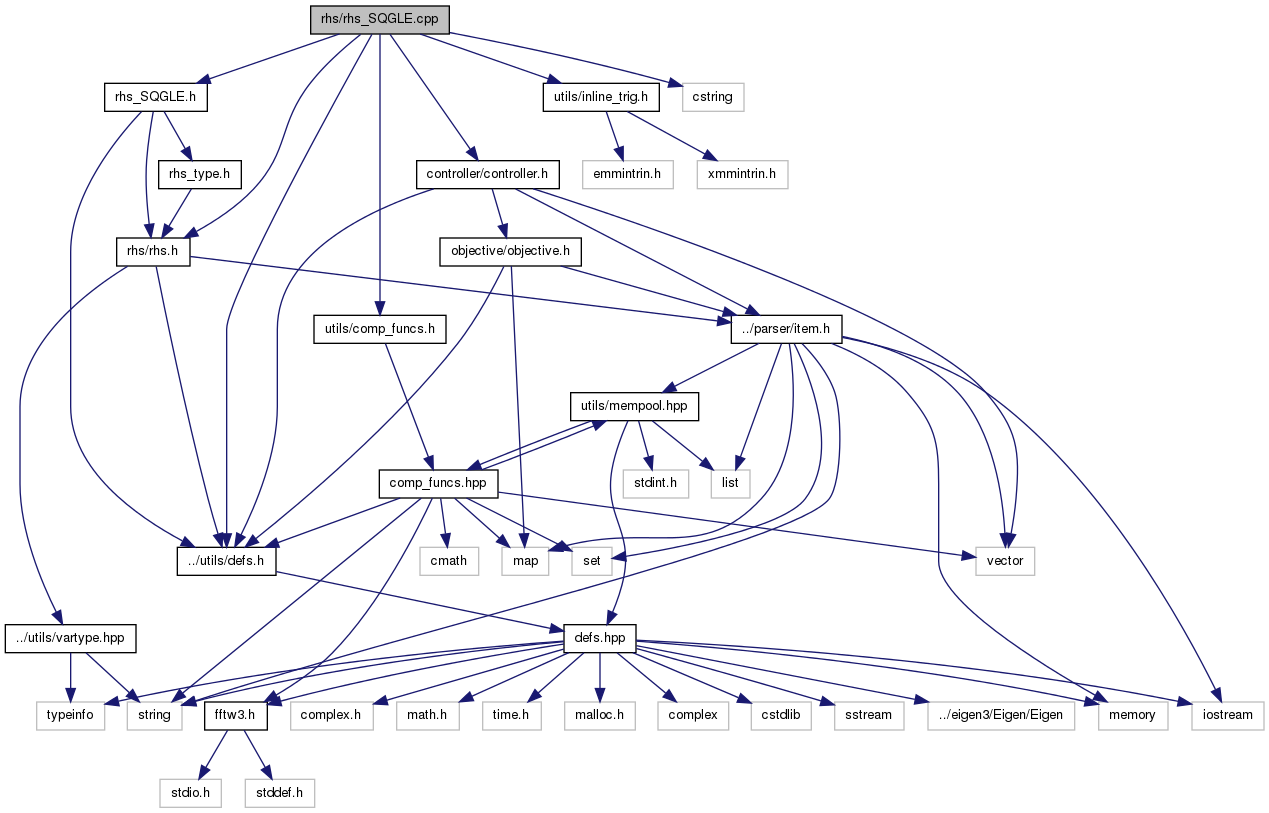 rhs/rhs_SQGLE.cpp
rhs_SQGLE.h
utils/inline_trig.h
cstring
rhs_type.h
controller/controller.h
emmintrin.h
xmmintrin.h
rhs/rhs.h
objective/objective.h
utils/comp_funcs.h
../parser/item.h
utils/mempool.hpp
comp_funcs.hpp
stdint.h
list
../utils/defs.h
cmath
map
set
vector
../utils/vartype.hpp
defs.hpp
typeinfo
string
fftw3.h
complex.h
math.h
time.h
malloc.h
complex
cstdlib
sstream
../eigen3/Eigen/Eigen
memory
iostream
stdio.h
stddef.h